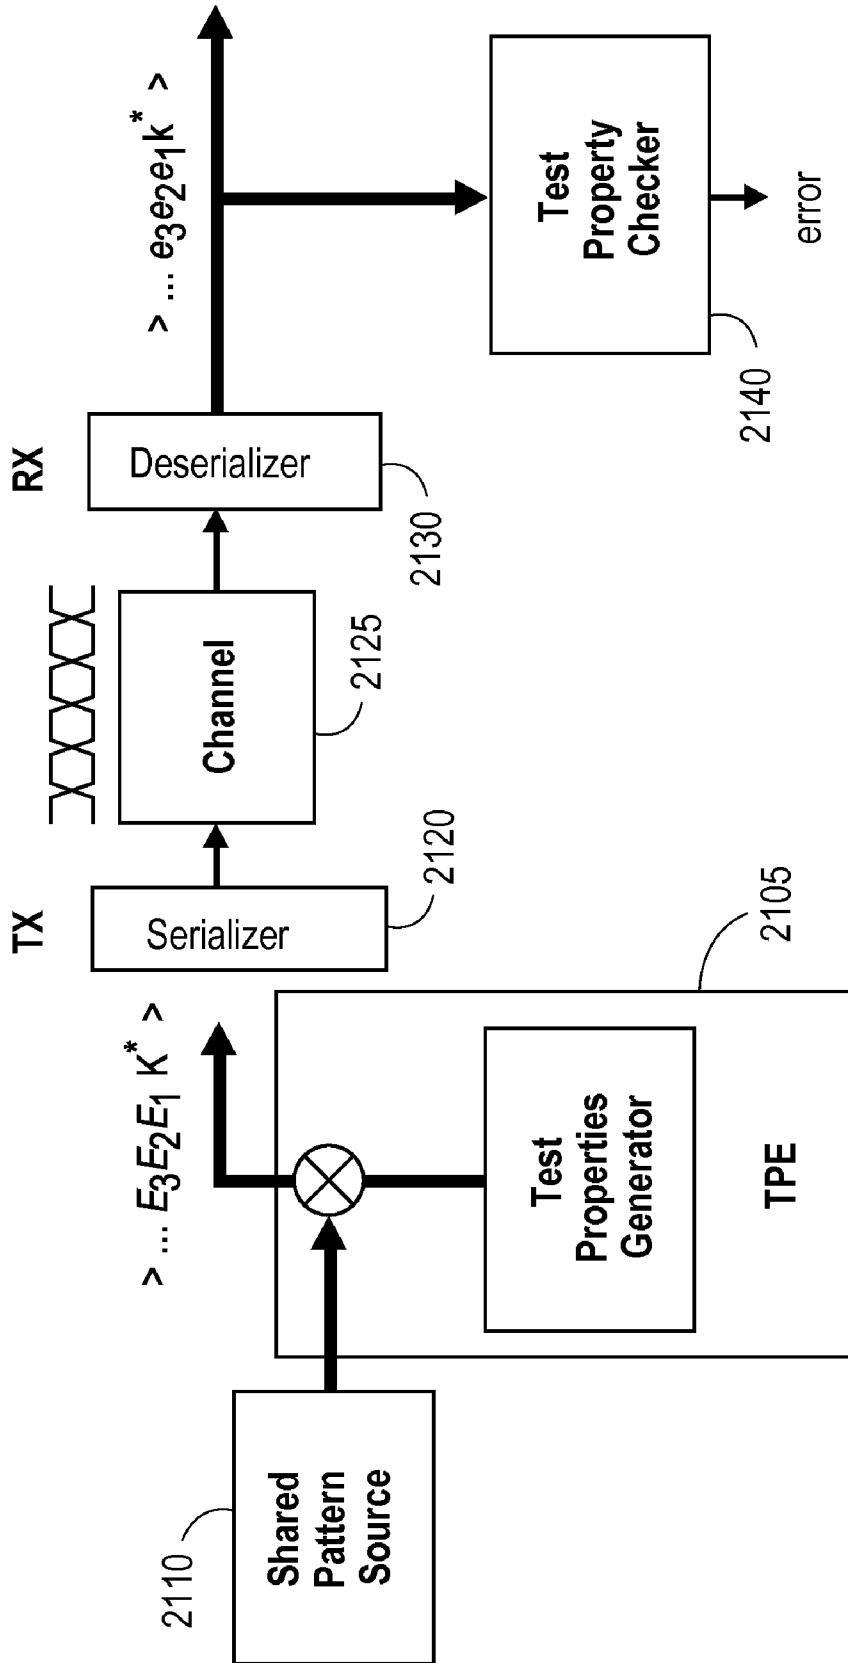 TX
RX
> ... E3E2E1 K* >
> ... e3e2e1k* >
Serializer
2120
Channel
2125
Deserializer
2130
2110
Shared
Pattern
Source
Test
Properties
Generator
TPE
2105
Test
Property
Checker
2140
error